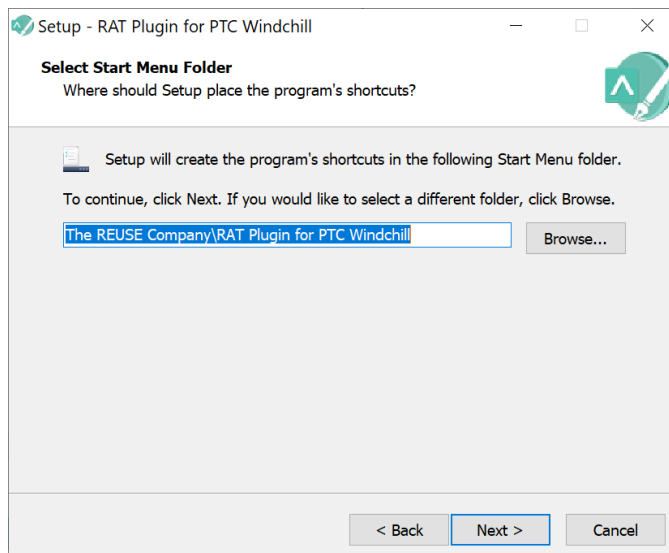 Setup - RAT Plugin for PTC Windchill
Select Start Menu Folder
Where should Setup place the program's shortcuts?
Setup will create the program's shortcuts in the following Start Menu folder.
To continue, click Next. If you would like to select a different folder, click Browse.
The REUSE Company\RAT Plugin for PTC Windchill
Browse...
< Back
Next >
Cancel